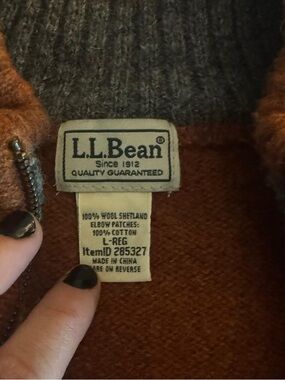 L.L.Bean®
Since 1912
QUALITY GUARANTEED
100% WOOL SHETLAND
ELBOW PATCHES:
100% COTTON
L-REG
ItemID 285327
MADE IN CHINA
RE ON REVERSE